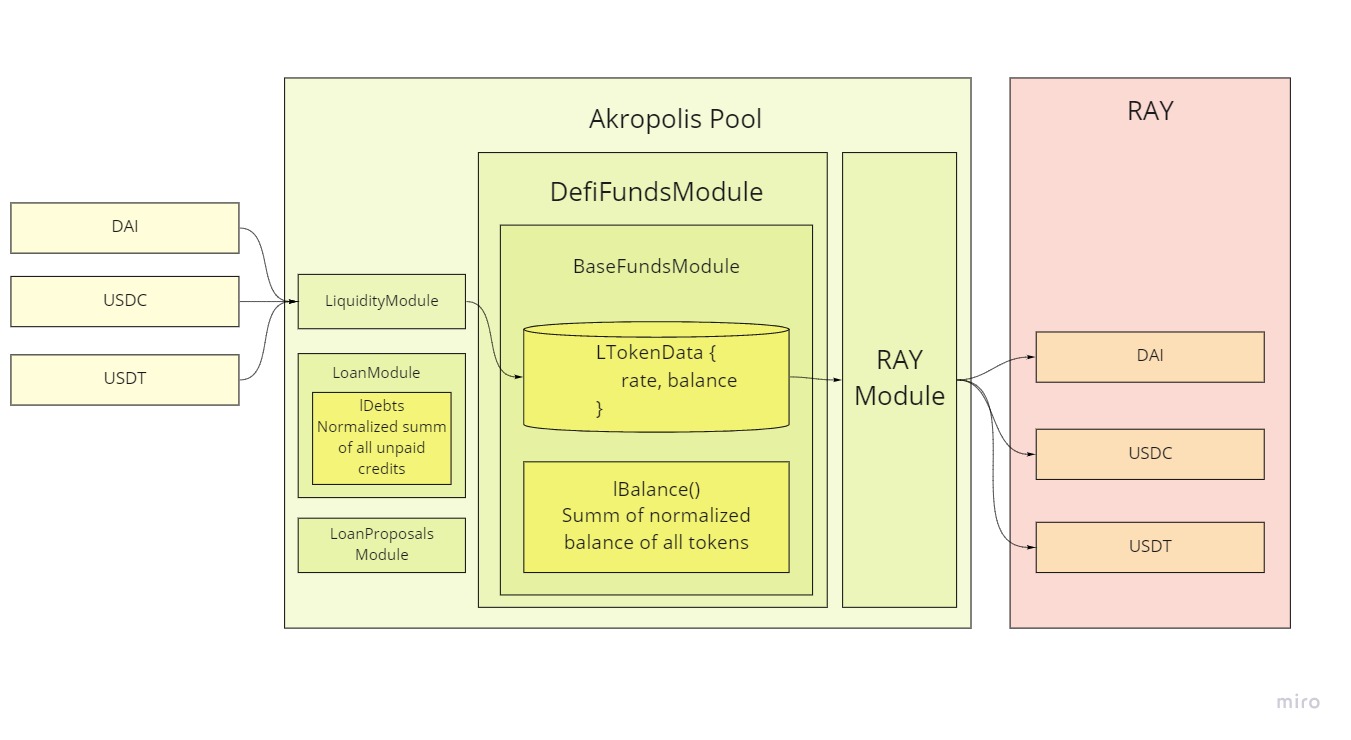 Akropolis Pool
RAY
DefiFundsModule
DAI
USDC
USDT
LiquidityModule
LoanModule
lDebts
Normalized summ
of all unpaid
credits
LoanProposals
Module
BaseFundsModule
LTokenData {
rate, balance
}
lBalance()
Summ of normalized
balance of all tokens
RAY
Module
DAI
USDC
USDT
miro